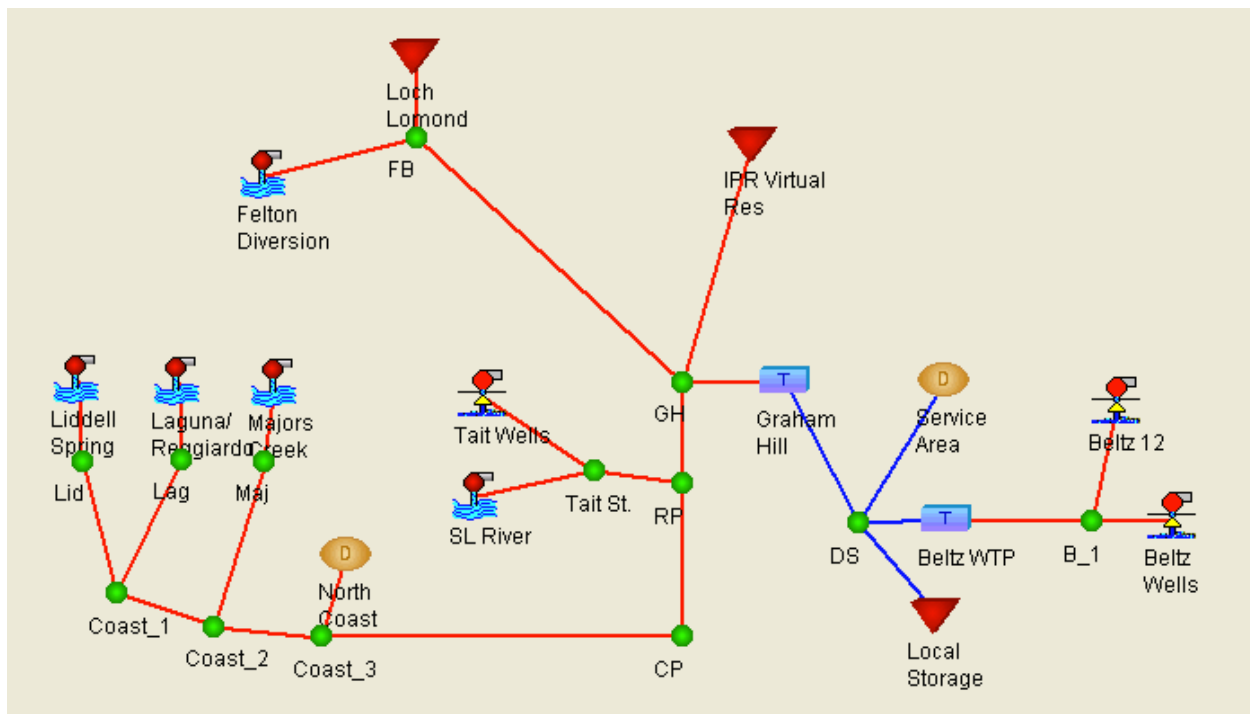 Loch
Lomond
FB
IPR Virtual
Res
Felton
Diversion
Liddell
Spring
Laguna/
Reggiardo
Majors
Creek
Lid
Lag
Maj
Tait Wells
SL River
Tait St.
GH
RP
T
Graham
Hill
D
Service
Area
Beltz 12
DS
T
Beltz WTP
B_1
Beltz
Wells
Local
Storage
D
North
Coast
Coast_1
Coast_2
Coast_3
CP